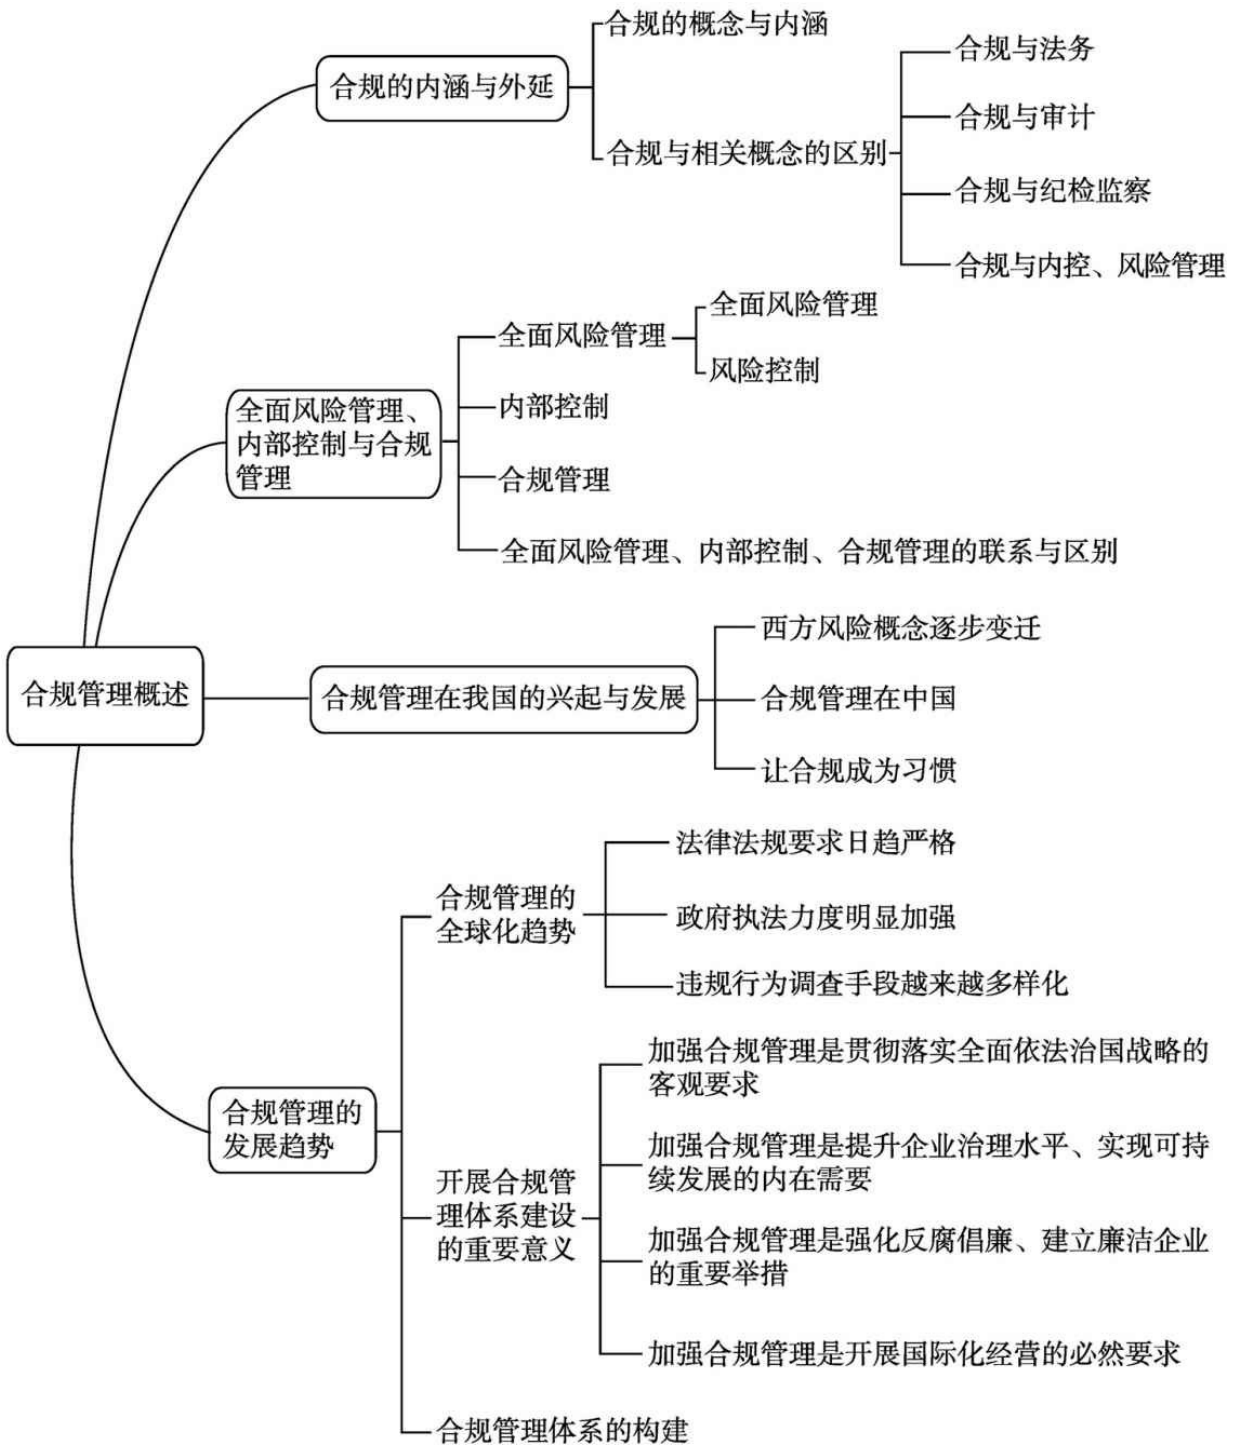 合规管理概述
合规的内涵与外延
合规的概念与内涵
合规与相关概念的区别
合规与法务
合规与审计
合规与纪检监察
合规与内控、风险管理
全面风险管理、
内部控制与合规
管理
全面风险管理
全面风险管理
风险控制
内部控制
合规管理
全面风险管理、内部控制、合规管理的联系与区别
合规管理在我国的兴起与发展
西方风险概念逐步变迁
合规管理在中国
让合规成为习惯
合规管理的
发展趋势
合规管理的
全球化趋势
法律法规要求日趋严格
政府执法力度明显加强
违规行为调查手段越来越多样化
开展合规管
理体系建设
的重要意义
加强合规管理是贯彻落实全面依法治国战略的
客观要求
加强合规管理是提升企业治理水平、实现可持
续发展的内在需要
加强合规管理是强化反腐倡廉、建立廉洁企业
的重要举措
加强合规管理是开展国际化经营的必然要求
合规管理体系的构建